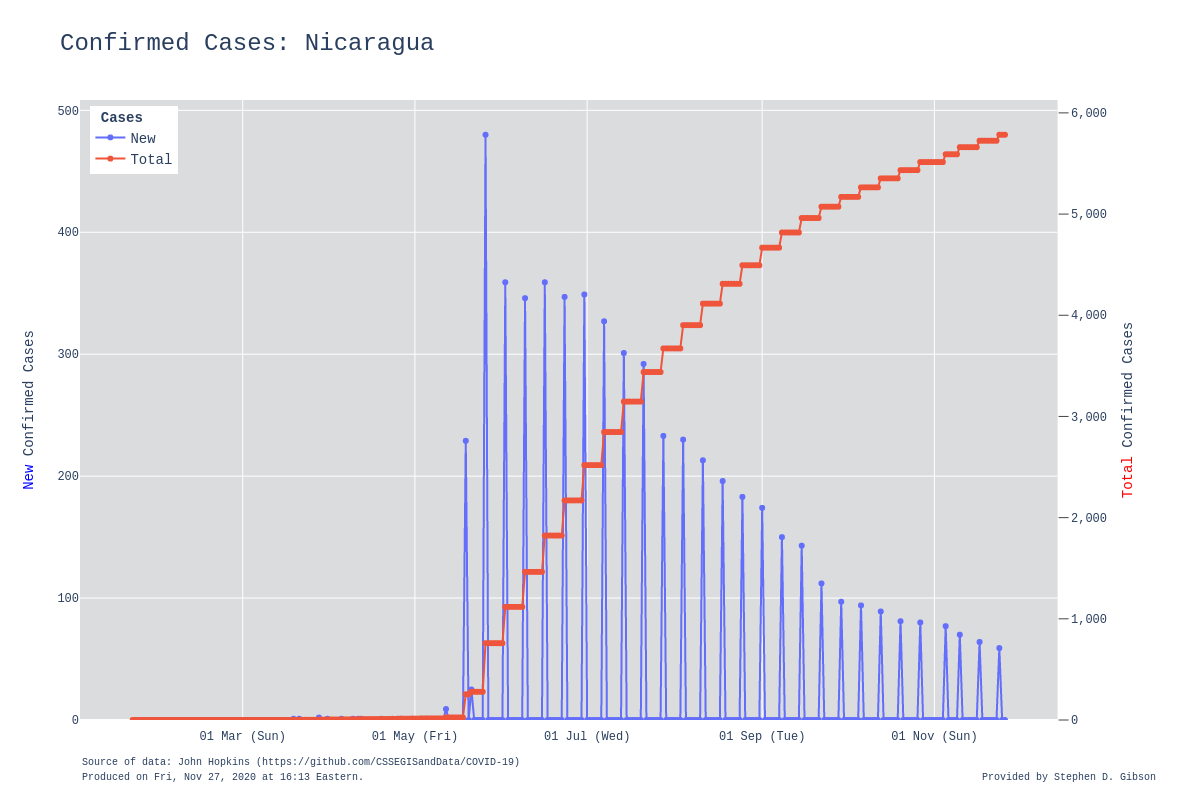 Confirmed Cases: Nicaragua
Cases
New
Total
500
400
300
200
100
0
6,000
5,000
4,000
3,000
2,000
1,000
0
New Confirmed Cases
Total Confirmed Cases
01 Mar (Sun)
01 May (Fri)
01 Jul (Wed)
01 Sep (Tue)
01 Nov (Sun)
Source of data: John Hopkins (https://github.com/CSSEGISandData/COVID-19)
Produced on Fri, Nov 27, 2020 at 16:13 Eastern.
Provided by Stephen D. Gibson